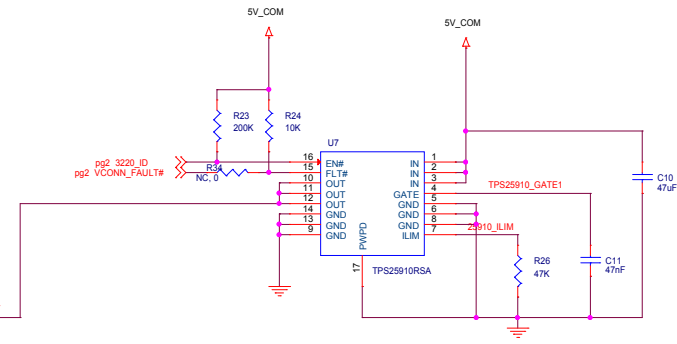 5V_COM
5V_COM
R23
200K
R24
10K
U7
pg2 3220_ID
pg2 VCONN_FAULT#
R34
NC, 0
16
15
10
11
12
14
13
9
EN#
FLT#
OUT
OUT
OUT
GND
GND
GND
PWPD
IN
IN
IN
GATE
GND
GND
GND
ILIM
1
2
3
4
5
6
8
7
17
TPS25910RSA
TPS25910_GATE1
25910_ILIM
R26
47K
C11
47nF
C10
47uF